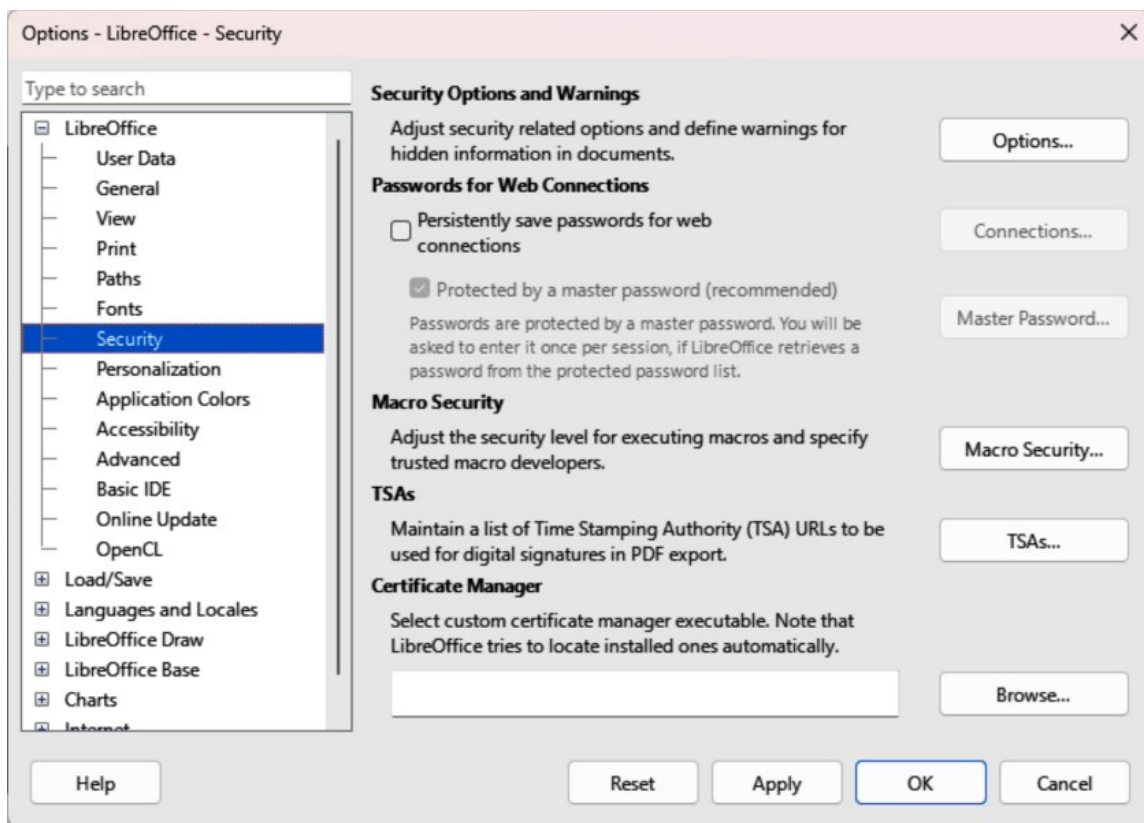 Options - LibreOffice - Security
Type to search
LibreOffice
User Data
General
View
Print
Paths
Fonts
Security
Personalization
Application Colors
Accessibility
Advanced
Basic IDE
Online Update
OpenCL
Load/Save
Languages and Locales
LibreOffice Draw
LibreOffice Base
Charts
Internet
Security Options and Warnings
Adjust security related options and define warnings for
hidden information in documents.
Options...
Passwords for Web Connections
Persistently save passwords for web
connections
Connections...
Protected by a master password (recommended)
Passwords are protected by a master password. You will be
asked to enter it once per session, if LibreOffice retrieves a
password from the protected password list.
Master Password...
Macro Security
Adjust the security level for executing macros and specify
trusted macro developers.
Macro Security...
TSAs
Maintain a list of Time Stamping Authority (TSA) URLs to be
used for digital signatures in PDF export.
TSAs...
Certificate Manager
Select custom certificate manager executable. Note that
LibreOffice tries to locate installed ones automatically.
Browse...
Help
Reset
Apply
OK
Cancel